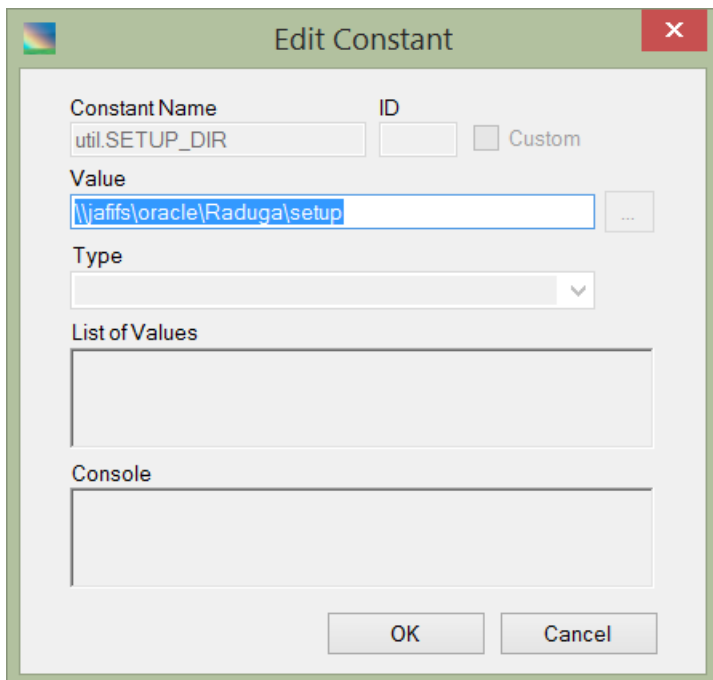 Edit Constant
Constant Name ID
util.SETUP_DIR Custom
Value
\\jafifs\oracle\Raduga\setup ...
Type
List of Values
Console
OK Cancel